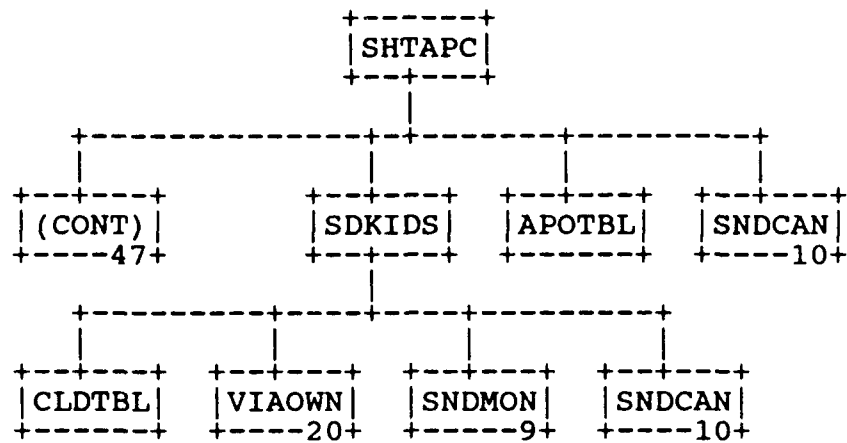 SHTAPC
(CONT) SDKIDS APOTBL SNDCAN
47 10
CLDTBL VIAOWN SNDMON SNDCAN
20 9 10